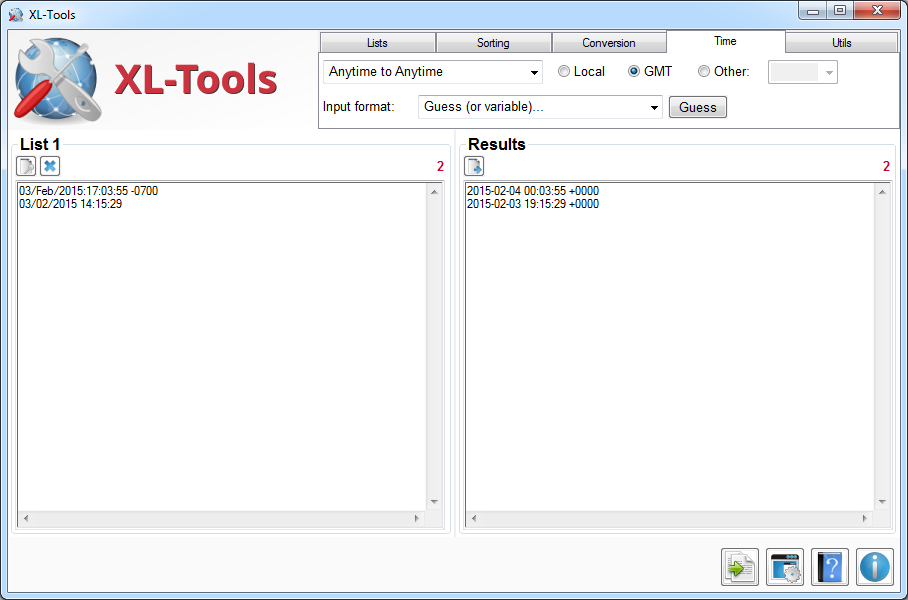 XL-Tools
XL-Tools
Lists
Sorting
Conversion
Time
Utils
Anytime to Anytime
Local
GMT
Other:
Input format:
Guess (or variable)...
Guess
List 1
2
03/Feb/2015:17:03:55 -0700
03/02/2015 14:15:29
Results
2
2015-02-04 00:03:55 +0000
2015-02-03 19:15:29 +0000